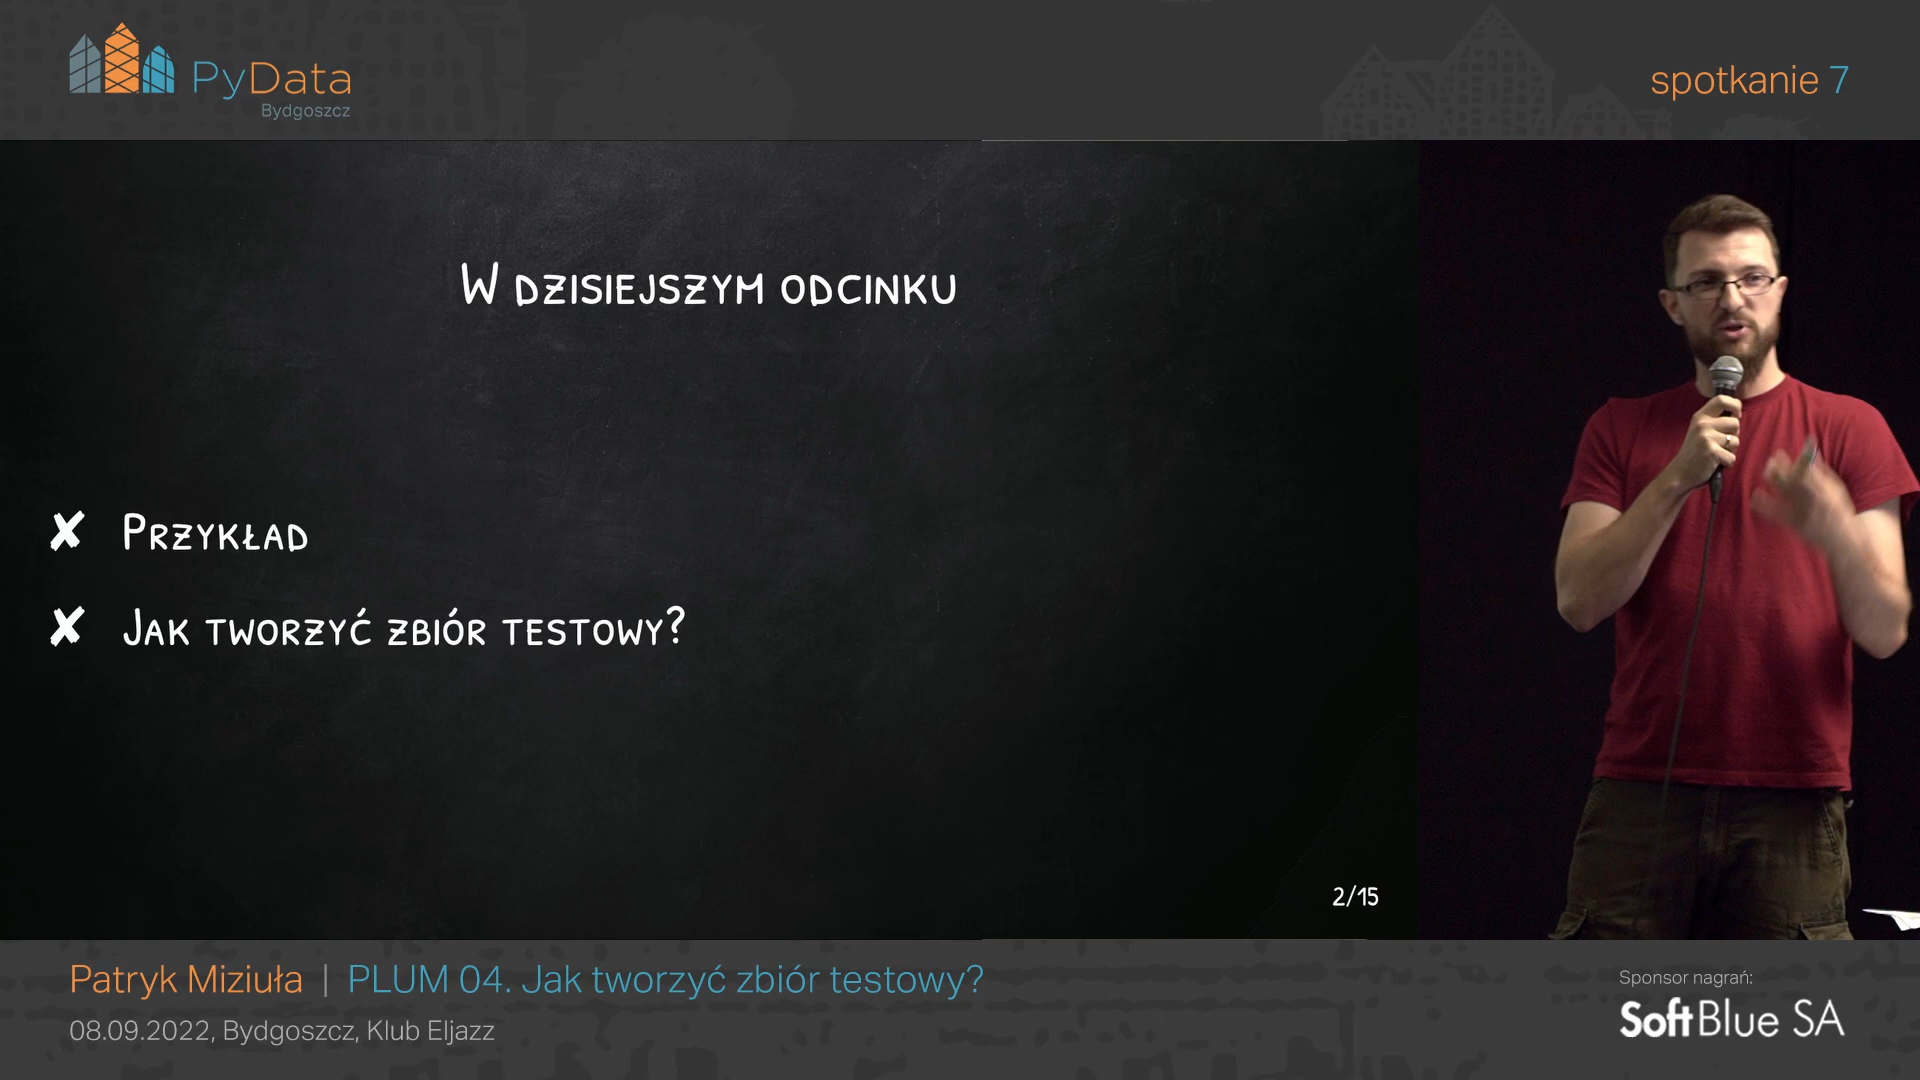 PyData
Bydgoszcz
spotkanie 7
W dzisiejszym odcinku
✘ Przykład
✘ Jak tworzyć zbiór testowy?
2/15
Patryk Miziuła | PLUM 04. Jak tworzyć zbiór testowy?
08.09.2022, Bydgoszcz, Klub Eljazz
Sponsor nagrań:
SoftBlue SA